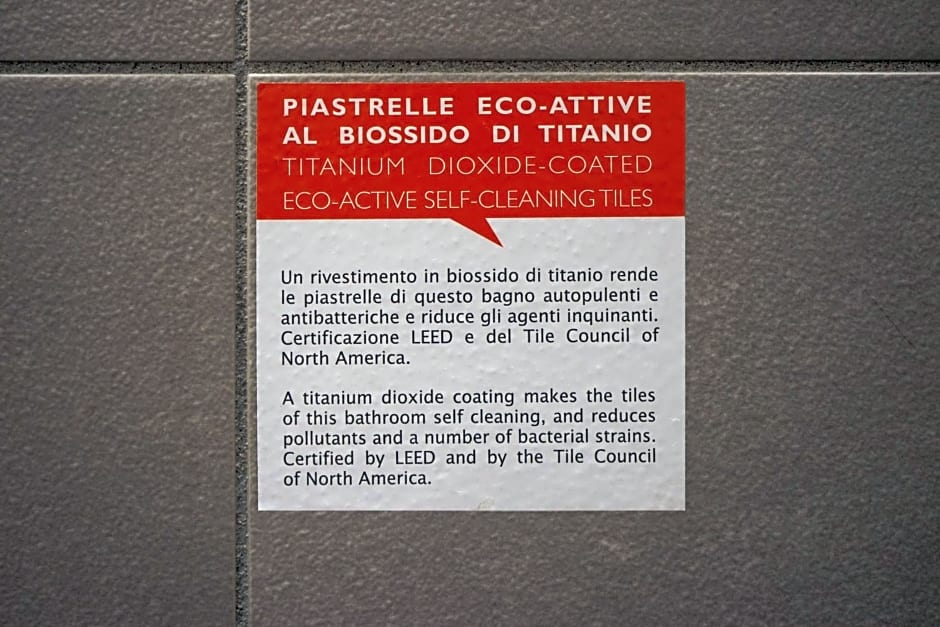 PIASTRELLE ECO-ATTIVE
AL BIOSSIDO DI TITANIO
TITANIUM DIOXIDE-COATED
ECO-ACTIVE SELF-CLEANING TILES
Un rivestimento in biossido di titanio rende
le piastrelle di questo bagno autopulenti e
antibatteriche e riduce gli agenti inquinanti.
Certificazione LEED e del Tile Council of
North America.
A titanium dioxide coating makes the tiles
of this bathroom self cleaning, and reduces
pollutants and a number of bacterial strains.
Certified by LEED and by the Tile Council
of North America.